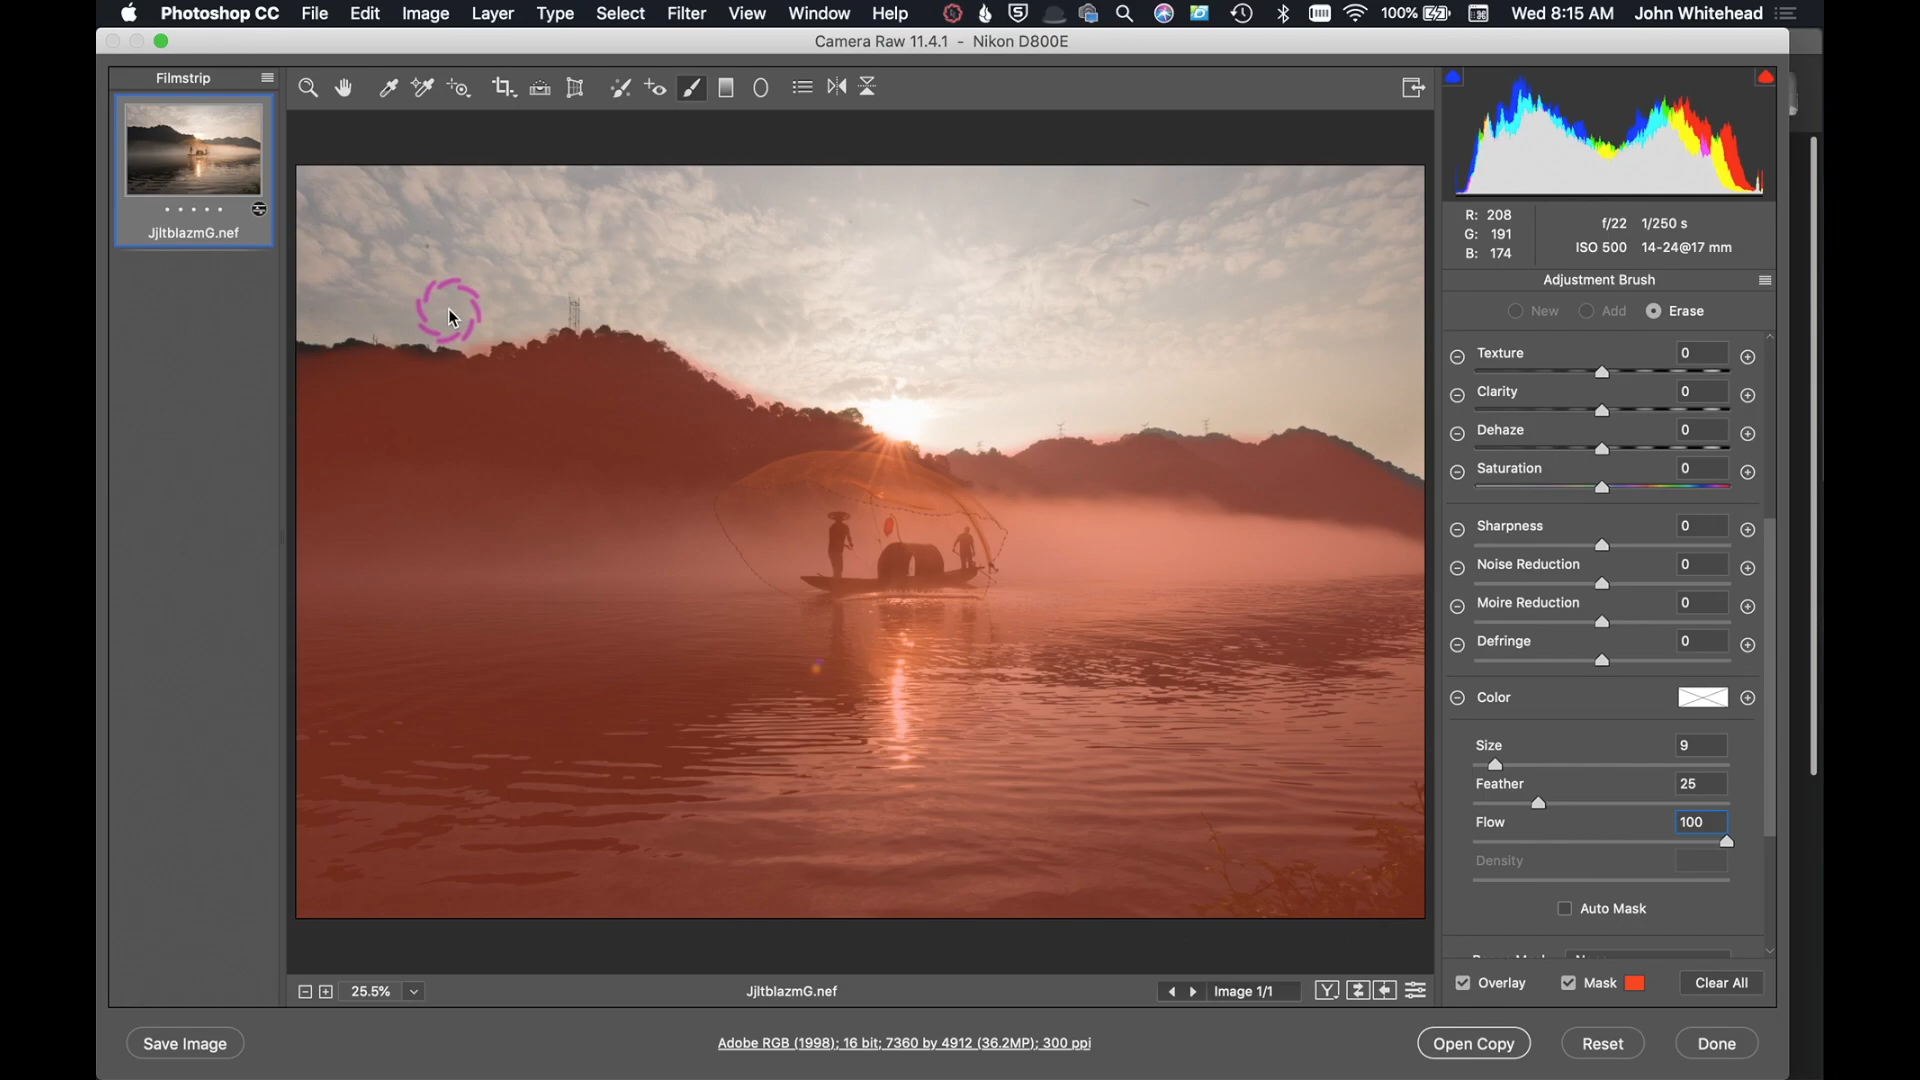 Photoshop CC File Edit Image Layer Type Select Filter View Window Help 100% Wed 8:15 AM John Whitehead
Camera Raw 11.4.1 - Nikon D800E
Filmstrip
JjltblazmG.nef
R: 208
G: 191
B: 174
f/22 1/250 s
ISO 500 14-24@17 mm
Adjustment Brush
New Add Erase
Texture 0
Clarity 0
Dehaze 0
Saturation 0
Sharpness 0
Noise Reduction 0
Moire Reduction 0
Defringe 0
Color
Size 9
Feather 25
Flow 100
Density
Auto Mask
Overlay Mask Clear All
25.5% JjltblazmG.nef Image 1/1 Y
Save Image Adobe RGB (1998); 16 bit; 7360 by 4912 (36.2MP); 300 ppi Open Copy Reset Done